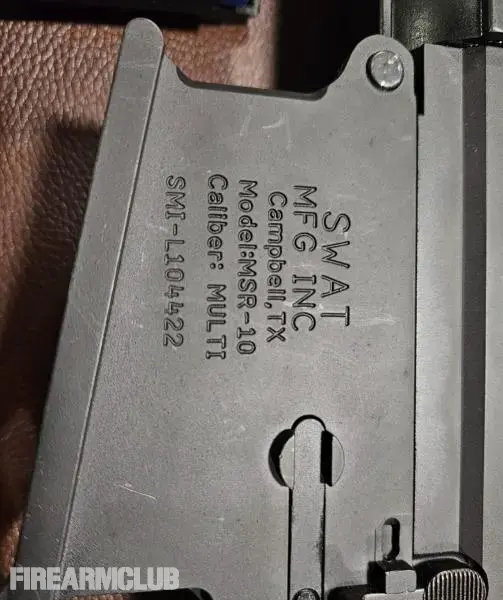 SWAT
MFG INC
Campbell,TX
Model:MSR-10
Caliber: MULTI
SMI-L104422
FIREARMCLUB